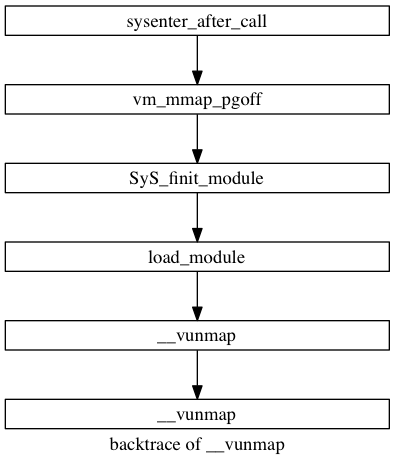 sysenter_after_call
vm_mmap_pgoff
SyS_finit_module
load_module
__vunmap
__vunmap
backtrace of __vunmap